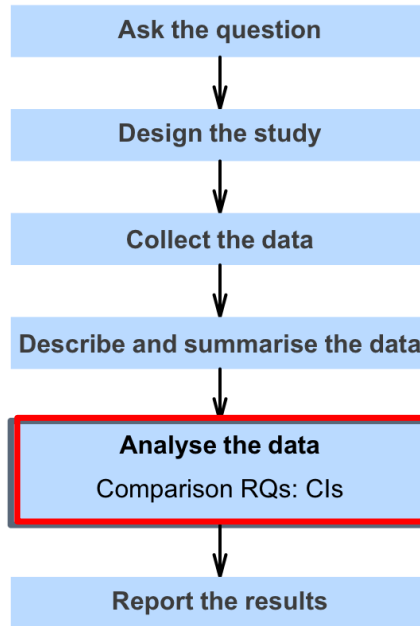 Ask the question
Design the study
Collect the data
Describe and summarise the data
Analyse the data
Comparison RQs: CIs
Report the results